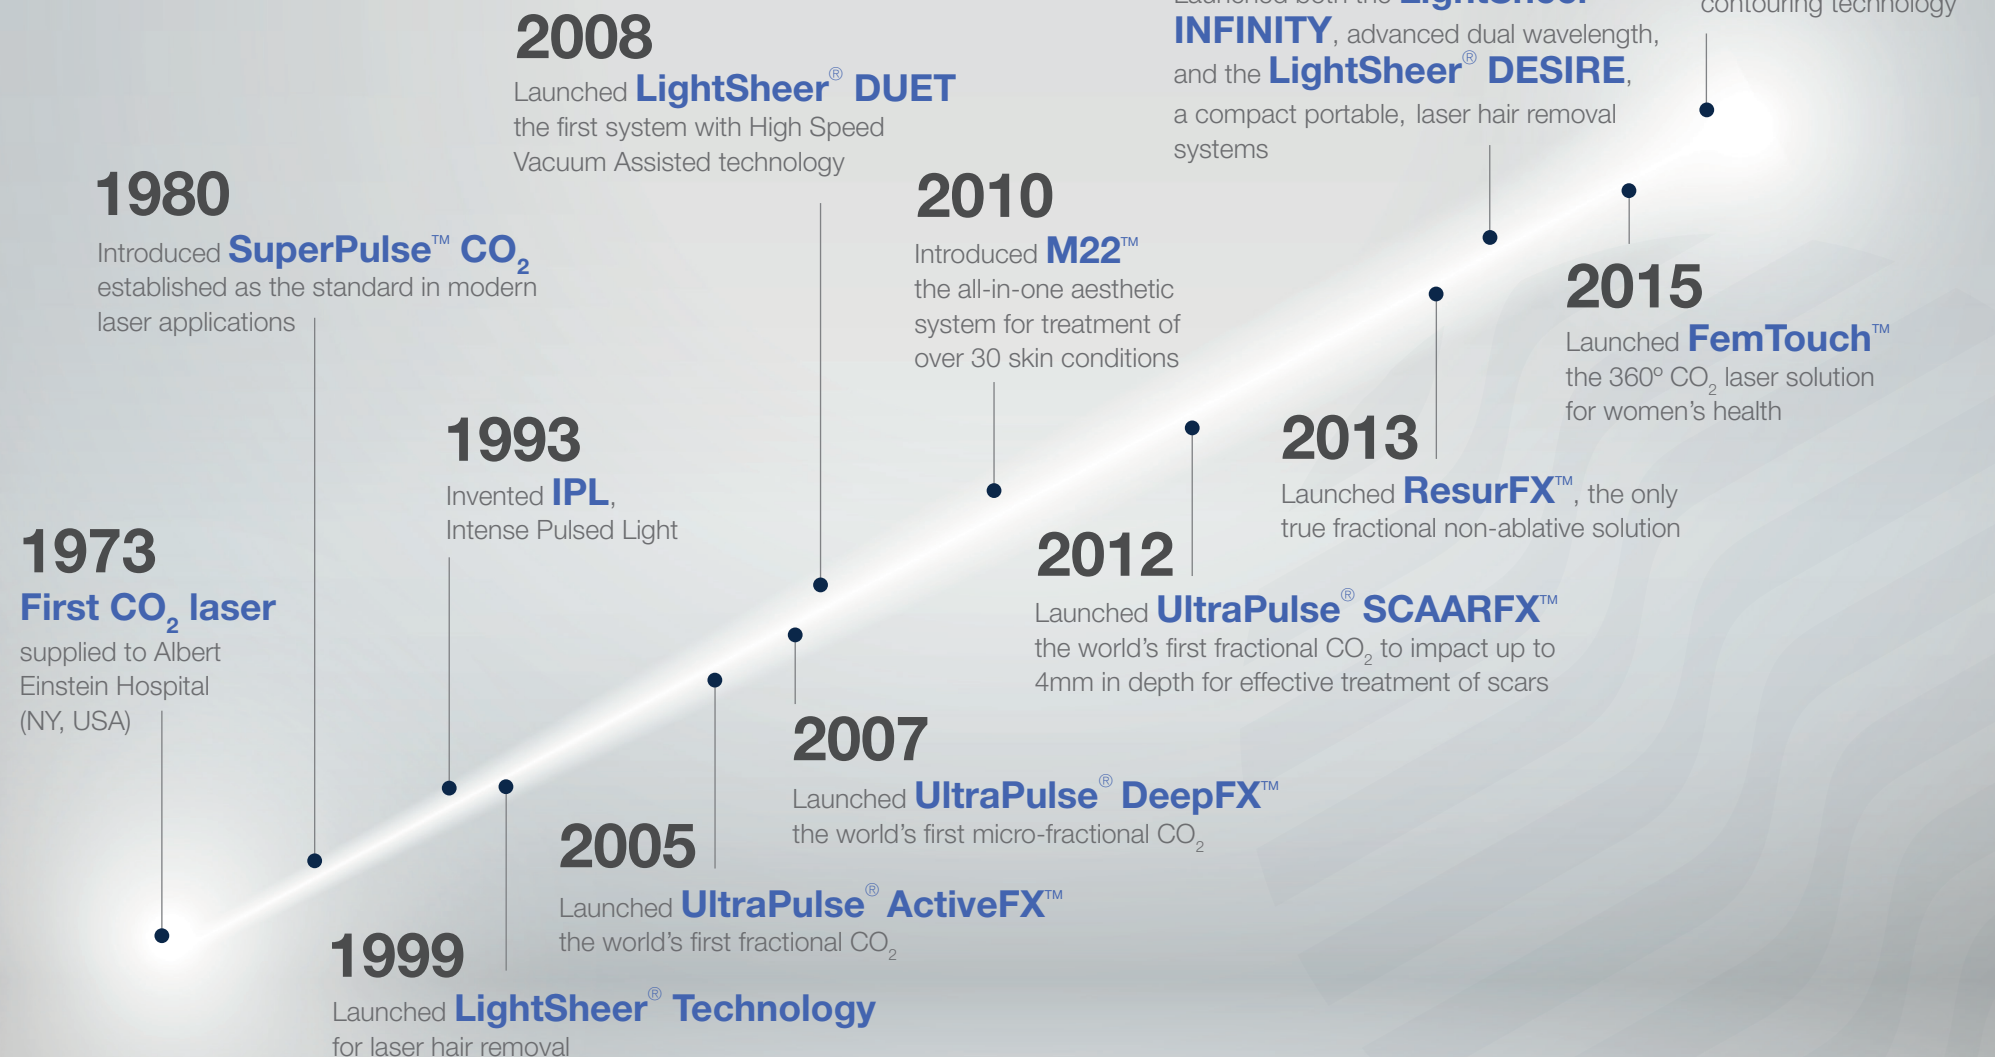 2008
Launched LightSheer® DUET
the first system with High Speed
Vacuum Assisted technology
Launched both the LightSheer
INFINITY, advanced dual wavelength,
and the LightSheer® DESIRE,
a compact portable, laser hair removal
systems
contouring technology
1980
Introduced SuperPulse™ CO₂
established as the standard in modern
laser applications
2010
Introduced M22™
the all-in-one aesthetic
system for treatment of
over 30 skin conditions
2015
Launched FemTouch™
the 360º CO₂ laser solution
for women's health
1993
Invented IPL,
Intense Pulsed Light
2013
Launched ResurFX™, the only
true fractional non-ablative solution
1973
First CO₂ laser
supplied to Albert
Einstein Hospital
(NY, USA)
2012
Launched UltraPulse® SCAARFX™
the world's first fractional CO₂ to impact up to
4mm in depth for effective treatment of scars
2007
Launched UltraPulse® DeepFX™
the world's first micro-fractional CO₂
2005
Launched UltraPulse® ActiveFX™
the world's first fractional CO₂
1999
Launched LightSheer® Technology
for laser hair removal